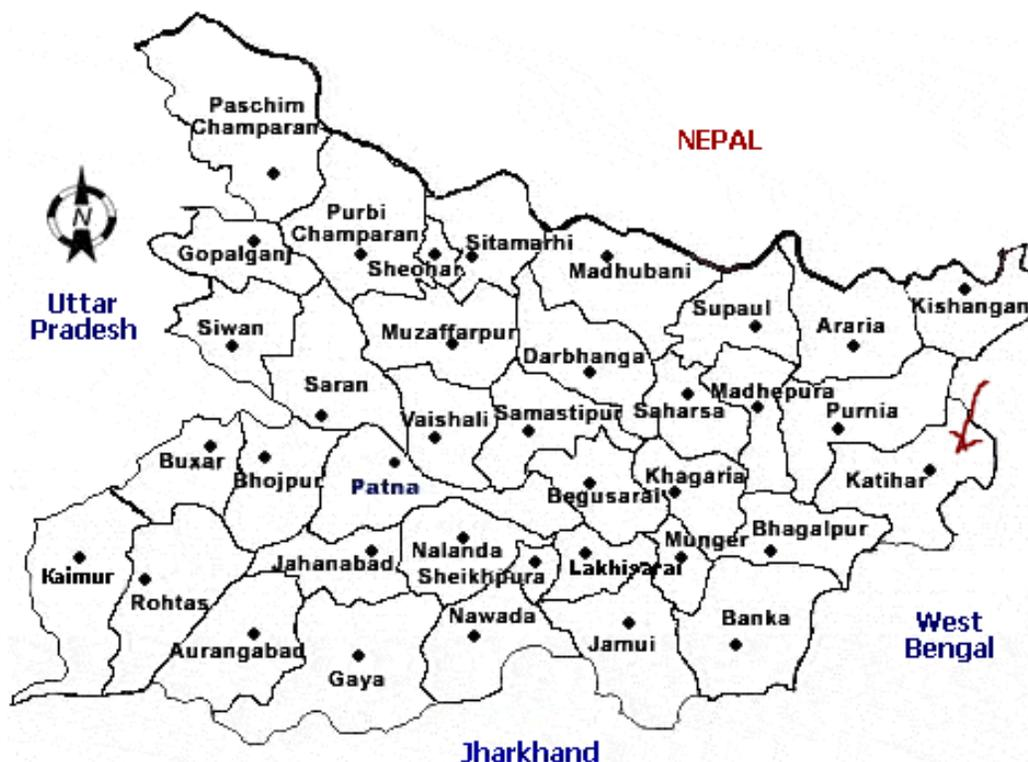 Paschim
Champaran
NEPAL
N
Purbi
Champaran
Gopalganj
Sheohar
Sitamarhi
Madhubani
Kishangan
Uttar
Pradesh
Siwan
Muzaffarpur
Supaul
Araria
Darbhanga
Saran
Madhepura
Vaishali
Samastipur
Saharsa
Purnia
Buxar
Bhojpur
Patna
Begusarai
Khagaria
Katihar
Bhagalpur
Munger
Kaimur
Jahanabad
Nalanda
Sheikhpura
Lakhisarai
Rohtas
Nawada
Banka
West
Bengal
Aurangabad
Gaya
Jamui
Jharkhand